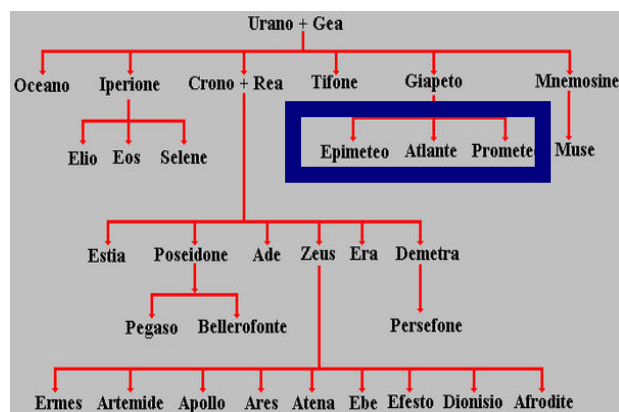 Urano + Gea
Oceano Iperione Crono + Rea Tifone Giapeto Mnemosine
Elio Eos Selene Epimeteo Atlante Prometeo Muse
Estia Poseidone Ade Zeus Era Demetra
Pegaso Bellerofonte Persefone
Ermes Artemide Apollo Ares Atena Ebe Efesto Dionisio Afrodite